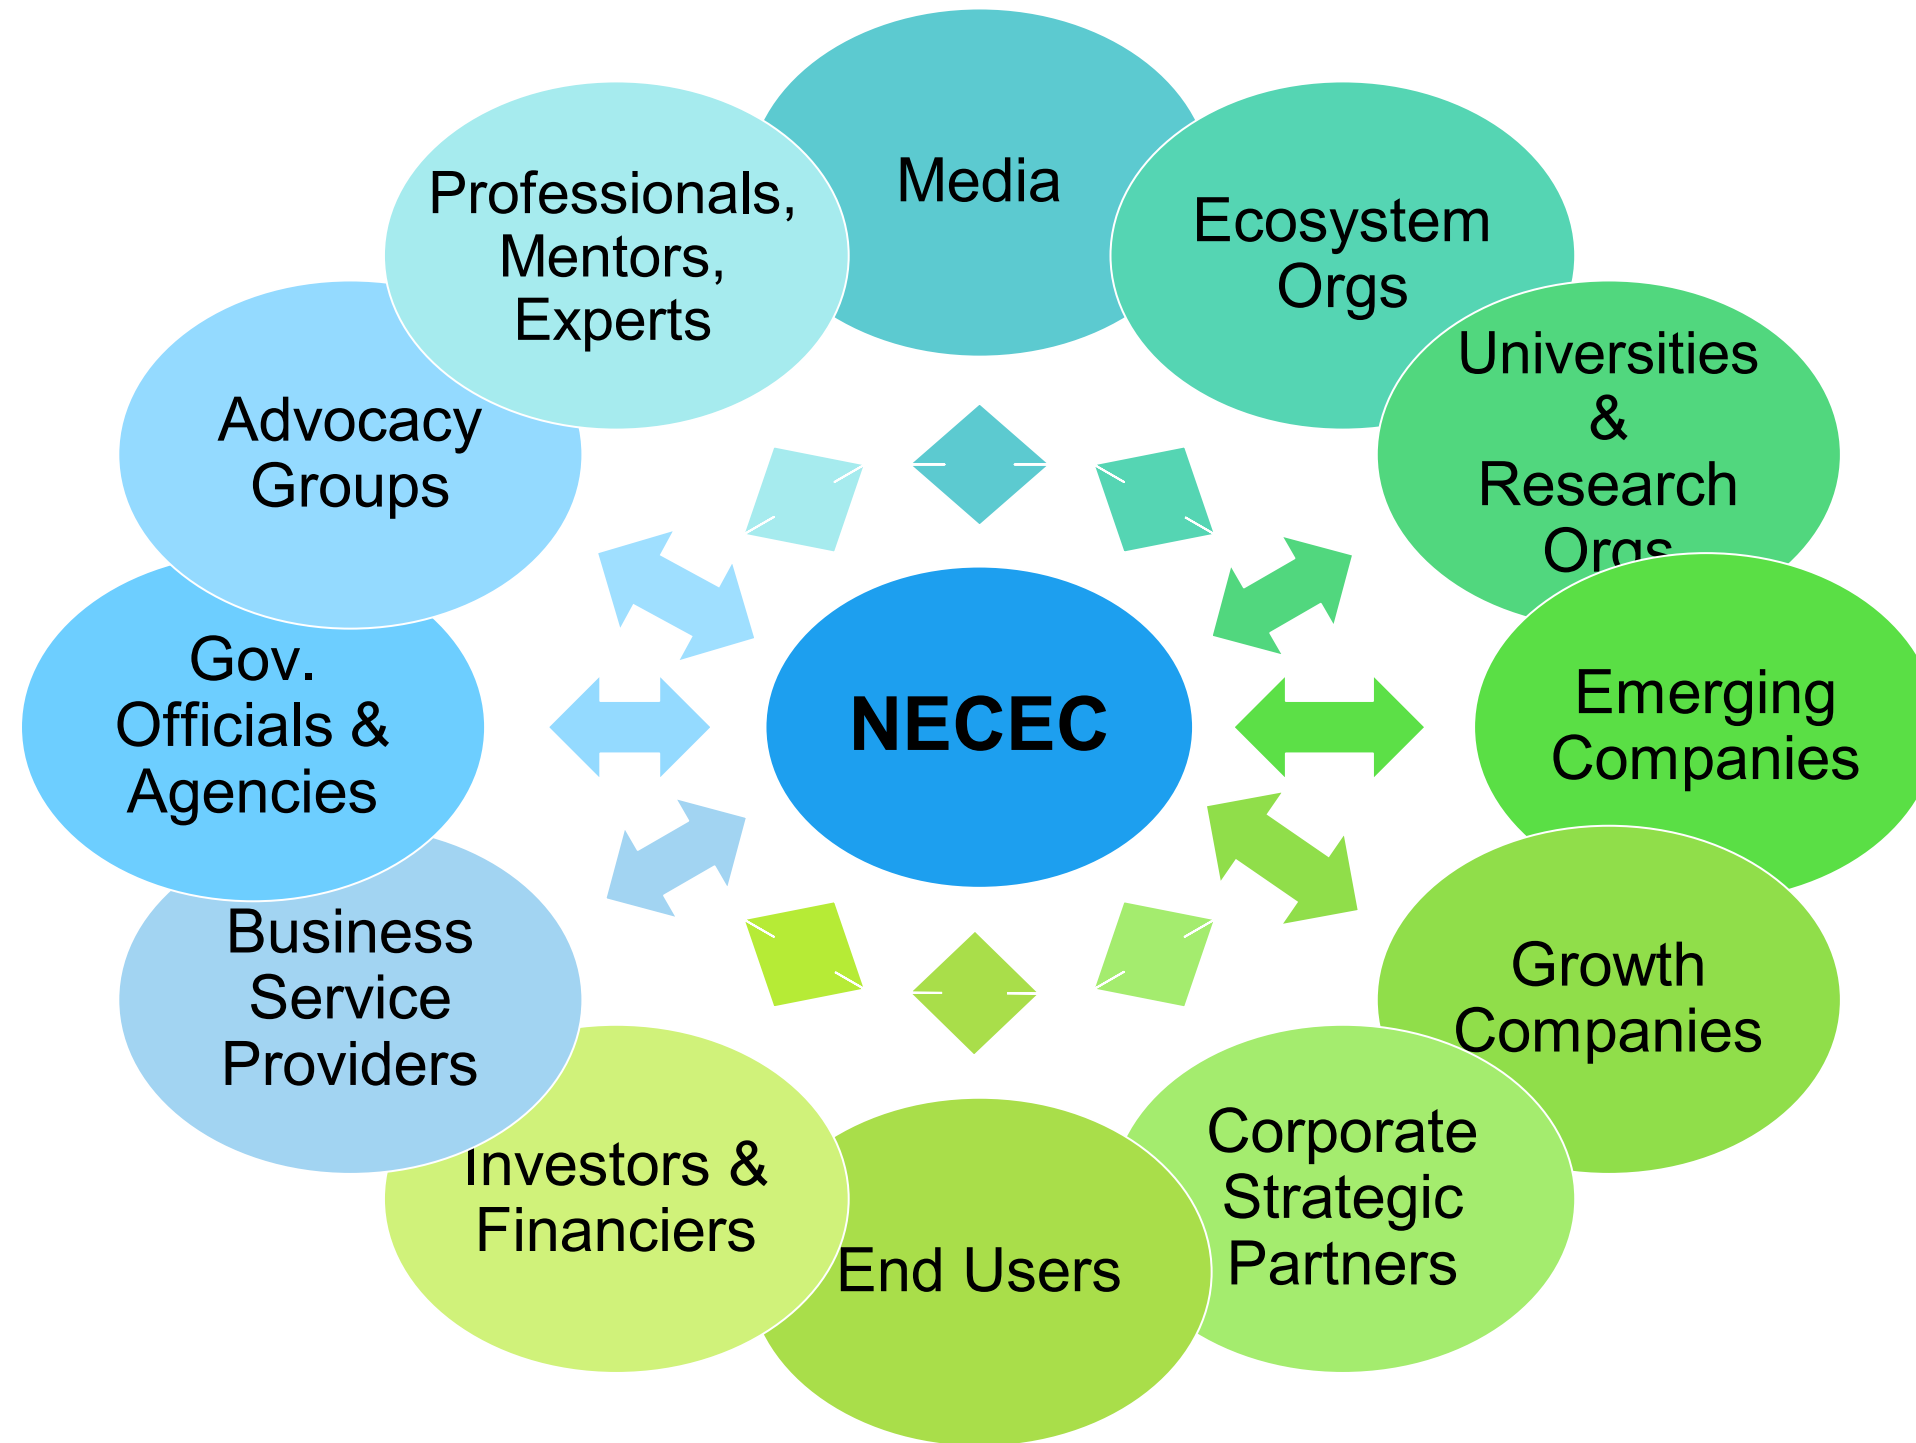 Media
Ecosystem
Orgs
Universities
&
Research
Orgs
Emerging
Companies
Growth
Companies
Corporate
Strategic
Partners
End Users
Investors &
Financiers
Business
Service
Providers
Gov.
Officials &
Agencies
Advocacy
Groups
Professionals,
Mentors,
Experts
NECEC